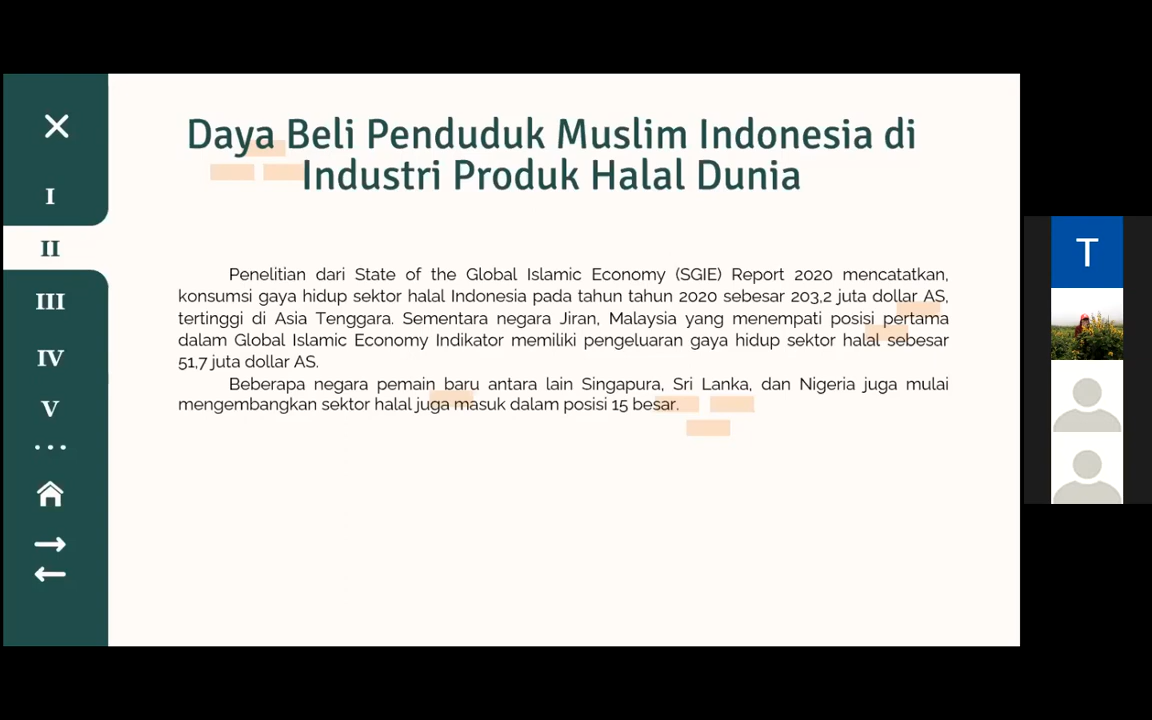 Daya Beli Penduduk Muslim Indonesia di
Industri Produk Halal Dunia
I
II
III
IV
V
...
Penelitian dari State of the Global Islamic Economy (SGIE) Report 2020 mencatatkan,
konsumsi gaya hidup sektor halal Indonesia pada tahun tahun 2020 sebesar 203,2 juta dollar AS,
tertinggi di Asia Tenggara. Sementara negara Jiran, Malaysia yang menempati posisi pertama
dalam Global Islamic Economy Indikator memiliki pengeluaran gaya hidup sektor halal sebesar
51,7 juta dollar AS.
Beberapa negara pemain baru antara lain Singapura, Sri Lanka, dan Nigeria juga mulai
mengembangkan sektor halal juga masuk dalam posisi 15 besar.
T